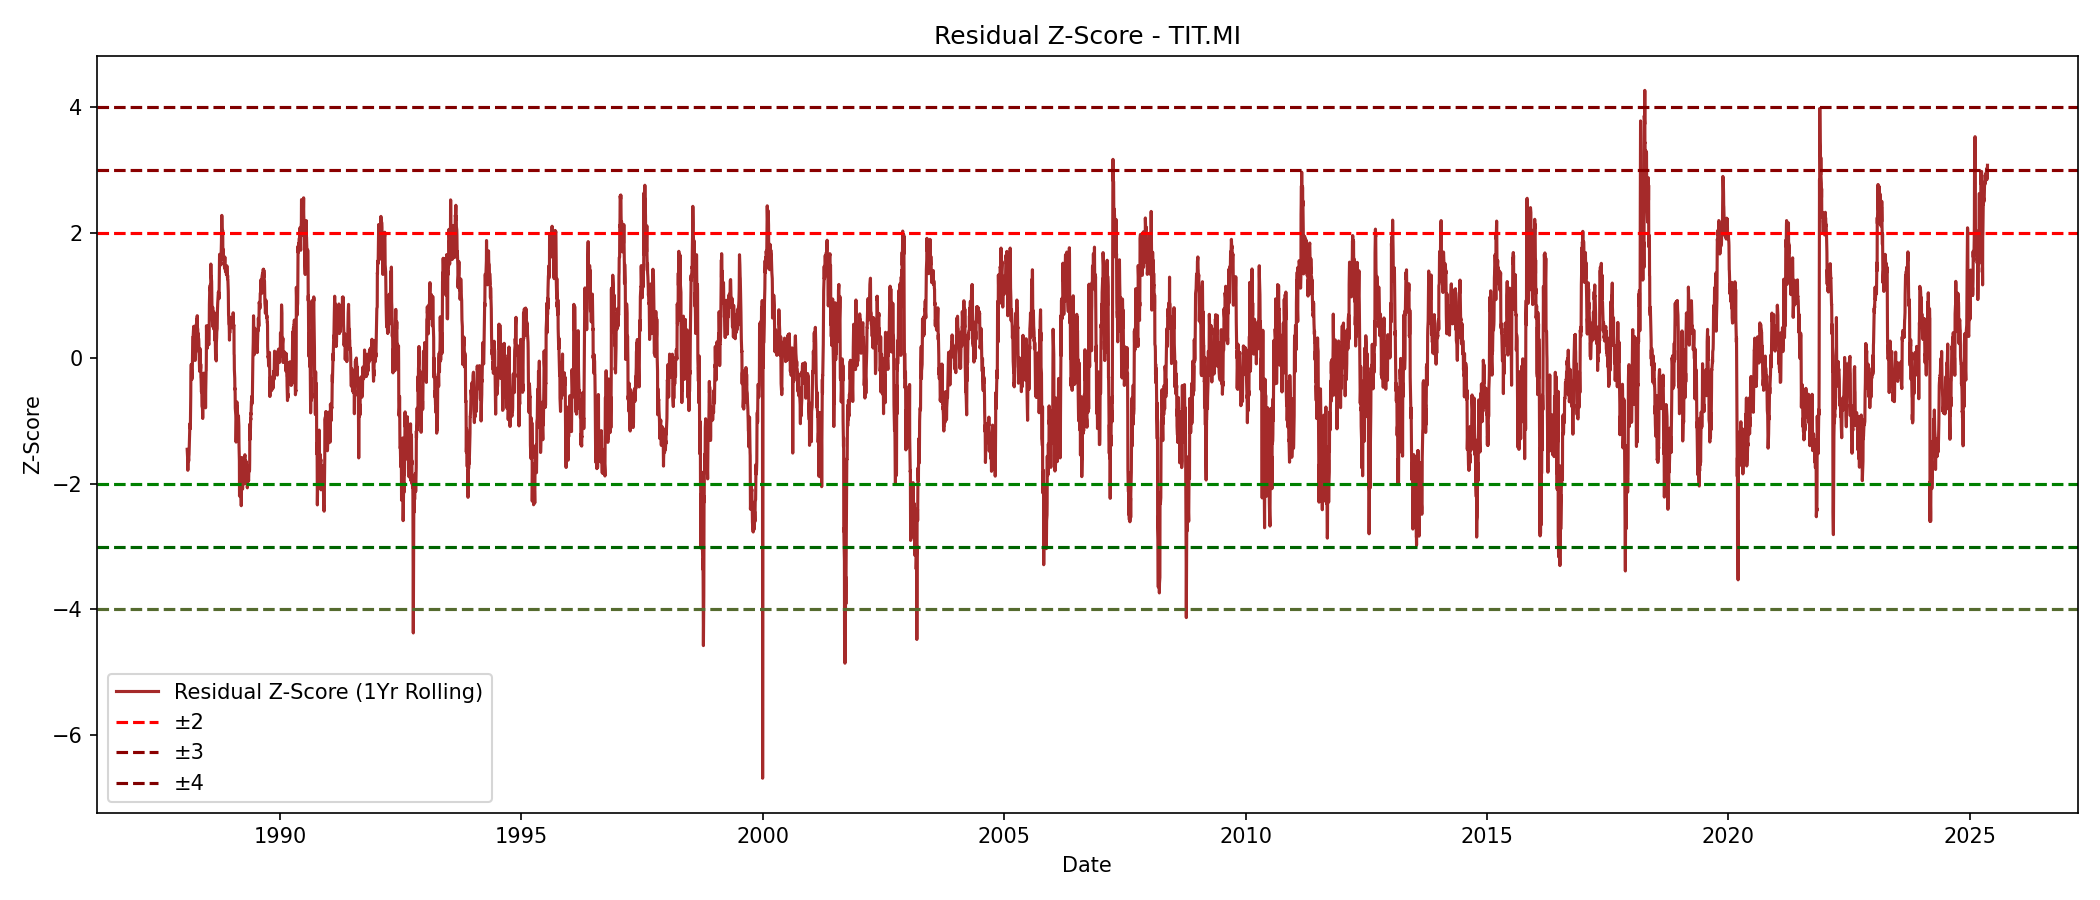 Residual Z-Score - TIT.MI
Z-Score
4
2
0
−2
−4
−6
Residual Z-Score (1Yr Rolling)
±2
±3
±4
1990 1995 2000 2005 2010 2015 2020 2025
Date